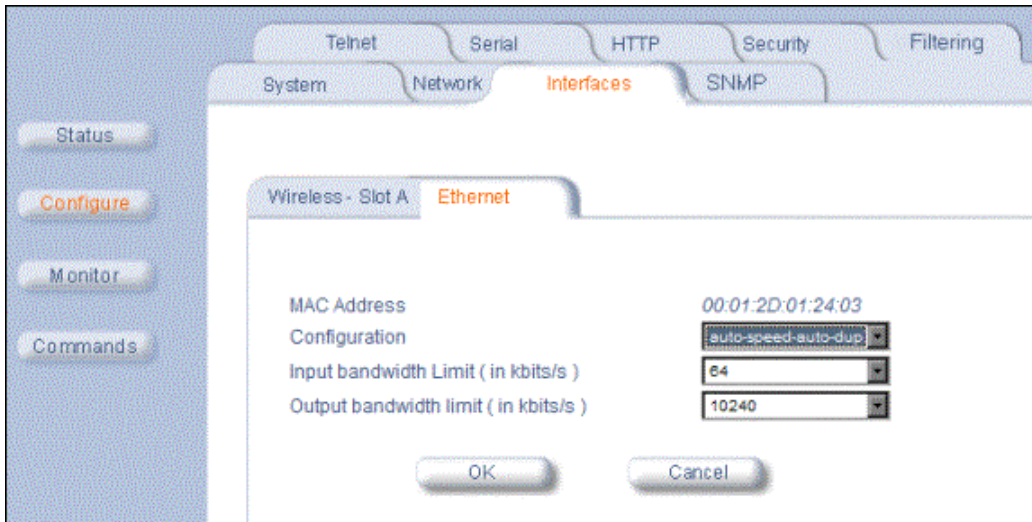 Telnet Serial HTTP Security Filtering
System Network Interfaces SNMP
Status
Configure
Monitor
Commands
Wireless - Slot A Ethernet
MAC Address 00:01:2D:01:24:03
Configuration auto-speed-auto-dup
Input bandwidth Limit ( in kbits/s ) 64
Output bandwidth limit ( in kbits/s ) 10240
OK Cancel